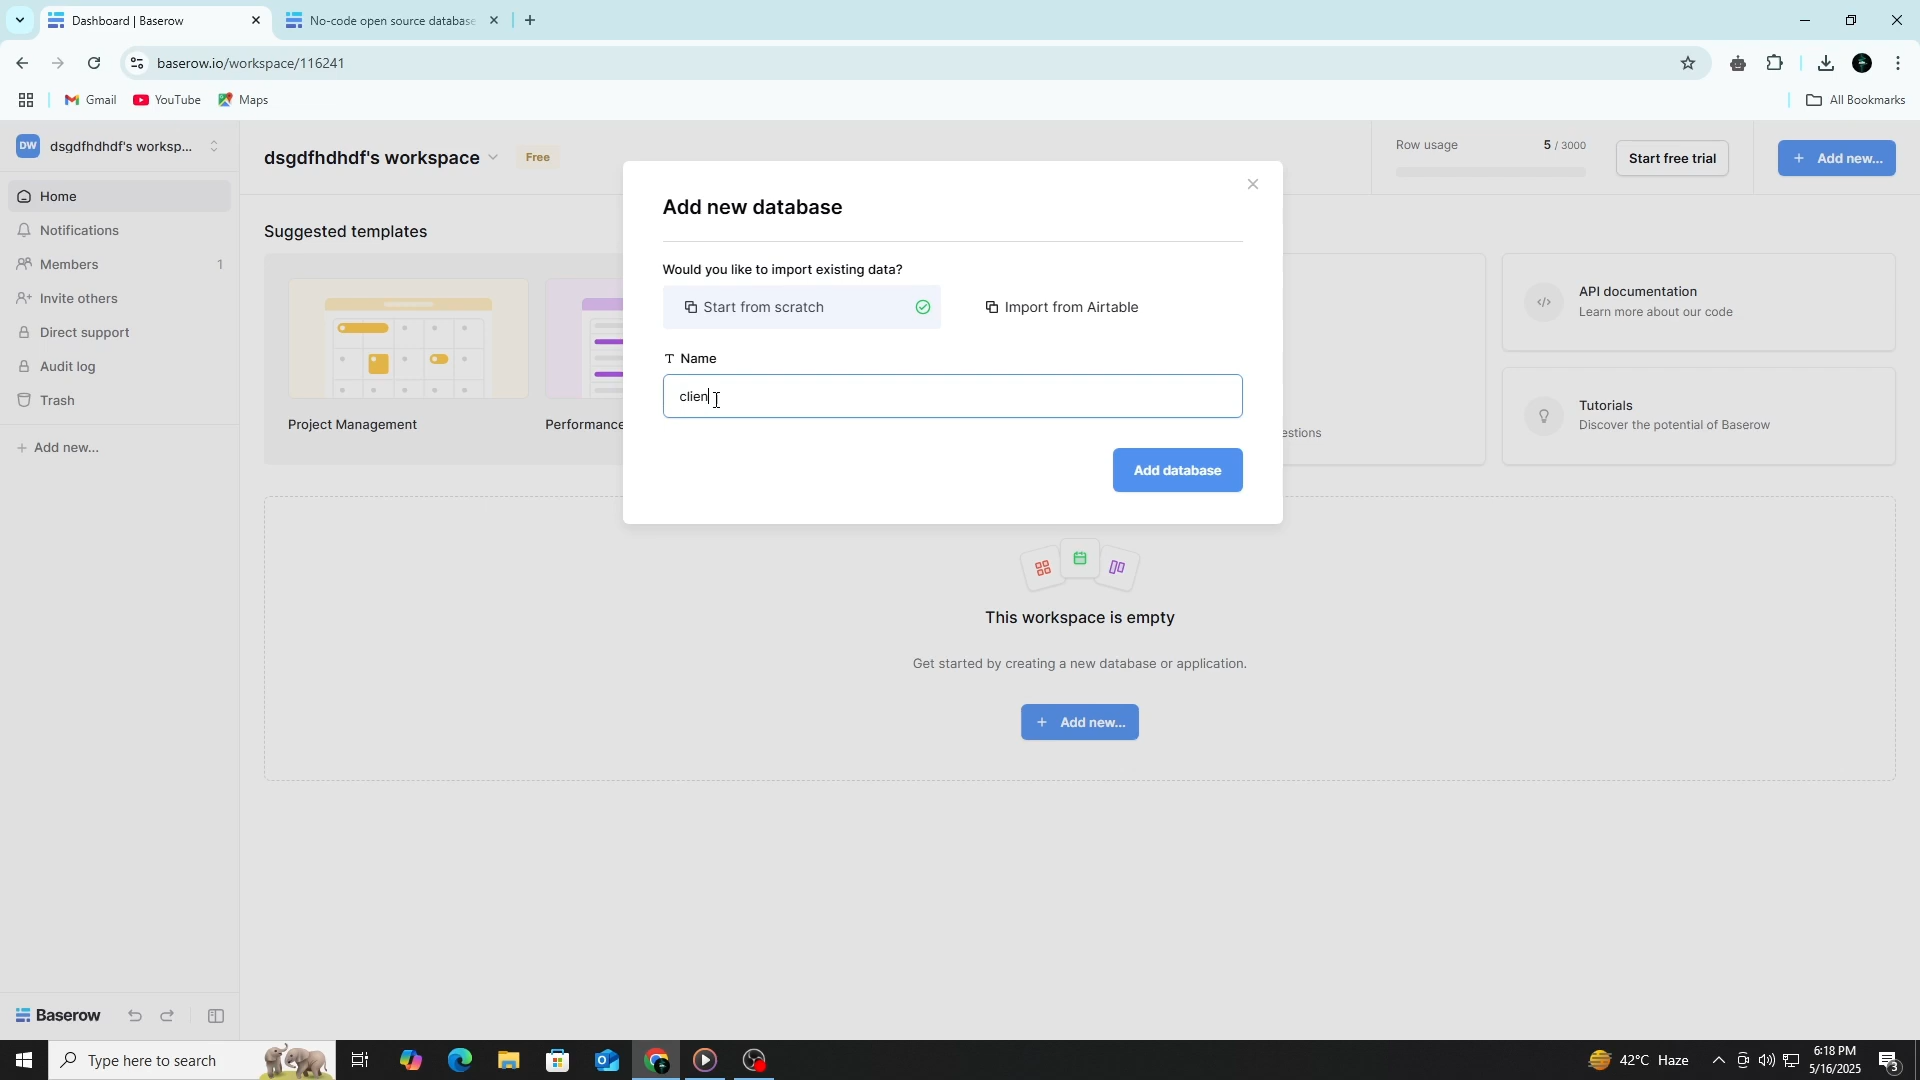 Dashboard | Baserow
No-code open source database
baserow.io/workspace/116241
Gmail
YouTube
Maps
All Bookmarks
DW
dsgdfhdhdf's worksp...
dsgdfhdhdf's workspace
Free
Row usage
5 / 3000
Start free trial
+ Add new...
Home
Notifications
Members
1
Invite others
Direct support
Audit log
Trash
+ Add new...
Suggested templates
Project Management
Performance
Add new database
Would you like to import existing data?
Start from scratch
Import from Airtable
Name
clien
Add database
estions
API documentation
Learn more about our code
Tutorials
Discover the potential of Baserow
This workspace is empty
Get started by creating a new database or application.
+ Add new...
Baserow
Type here to search
42°C Haze
6:18 PM
5/16/2025
3